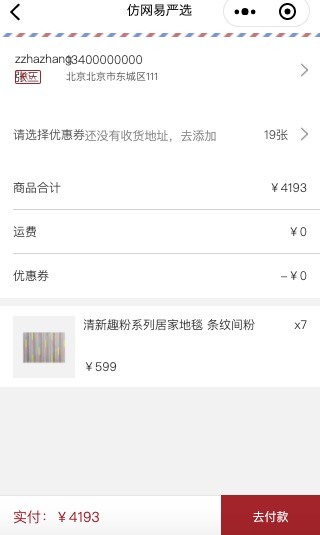 仿网易严选
zzhazhang 13400000000
北京北京市东城区111
请选择优惠券还没有收货地址，去添加 19张
商品合计 ￥4193
运费 ￥0
优惠券 -￥0
清新趣粉系列居家地毯 条纹间粉 x7
￥599
实付：￥4193 去付款